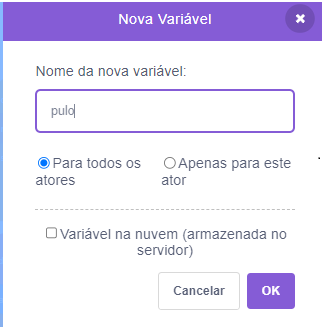 Nova Variável
Nome da nova variável:
pulo
Para todos os atores
Apenas para este ator
Variável na nuvem (armazenada no
servidor)
Cancelar
OK